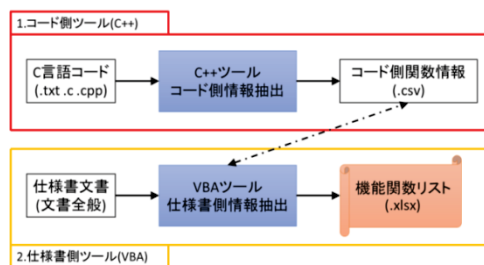 1.コード側ツール(C++)
C言語コード
(.txt .c .cpp)
C++ツール
コード側情報抽出
コード側関数情報
(.csv)
仕様書文書
(文書全般)
VBAツール
仕様書側情報抽出
機能関数リスト
(.xlsx)
2.仕様書側ツール(VBA)